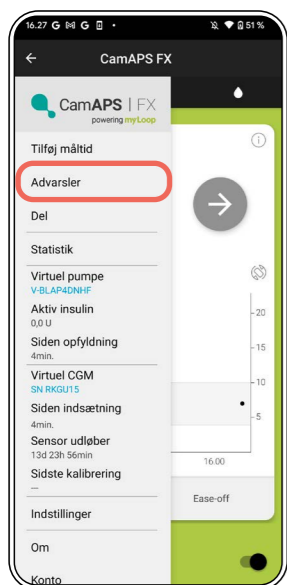 16.27 G M G
51 %
CamAPS FX
CamAPS | FX
powering myLoop
Tilføj måltid
Advarsler
Del
Statistik
Virtuel pumpe
V-BLAP4DNHF
Aktiv insulin
0,0 U
Siden opfyldning
4min.
Virtuel CGM
SN RKGU15
Siden indsætning
4min.
Sensor udløber
13d 23h 56min
Sidste kalibrering
—
Indstillinger
Om
Konto
20
15
10
5
16:00
Ease-off